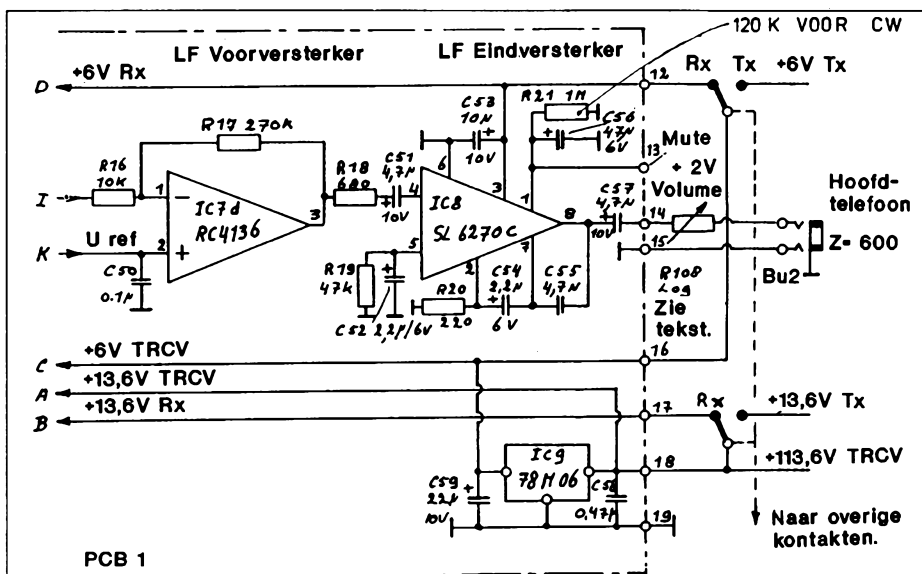 120 K VOOR CW
LF Voorversterker
LF Eindversterker
D
+6V Rx
12
Rx
Tx
+6V Tx
R17 270K
C53
10µ
10V
R21 1M
C56
47µ
6V
13
Mute
+ 2V
Volume
R16
10K
R18
680
C51
4,7µ
10V
I
1
IC7d
RC4136
3
4
6
3
1
IC8
SL 6270C
8
C57
4,7µ
10V
14
15
Hoofd-
telefoon
Z= 600
Bu2
K
U ref
2
C50
0.1µ
5
R19
47K
C52 2,2µ/6V
2
7
R20
220
C54
2,2µ
6V
C55
4,7n
R108
Log
Zie
tekst.
16
C
+6V TRCV
A
+13,6V TRCV
B
+13,6V Rx
17
Rx
+13,6V Tx
IC9
78M06
18
+113,6V TRCV
C59
22µ
10V
C58
0.47µ
19
Naar overige
kontakten.
PCB 1